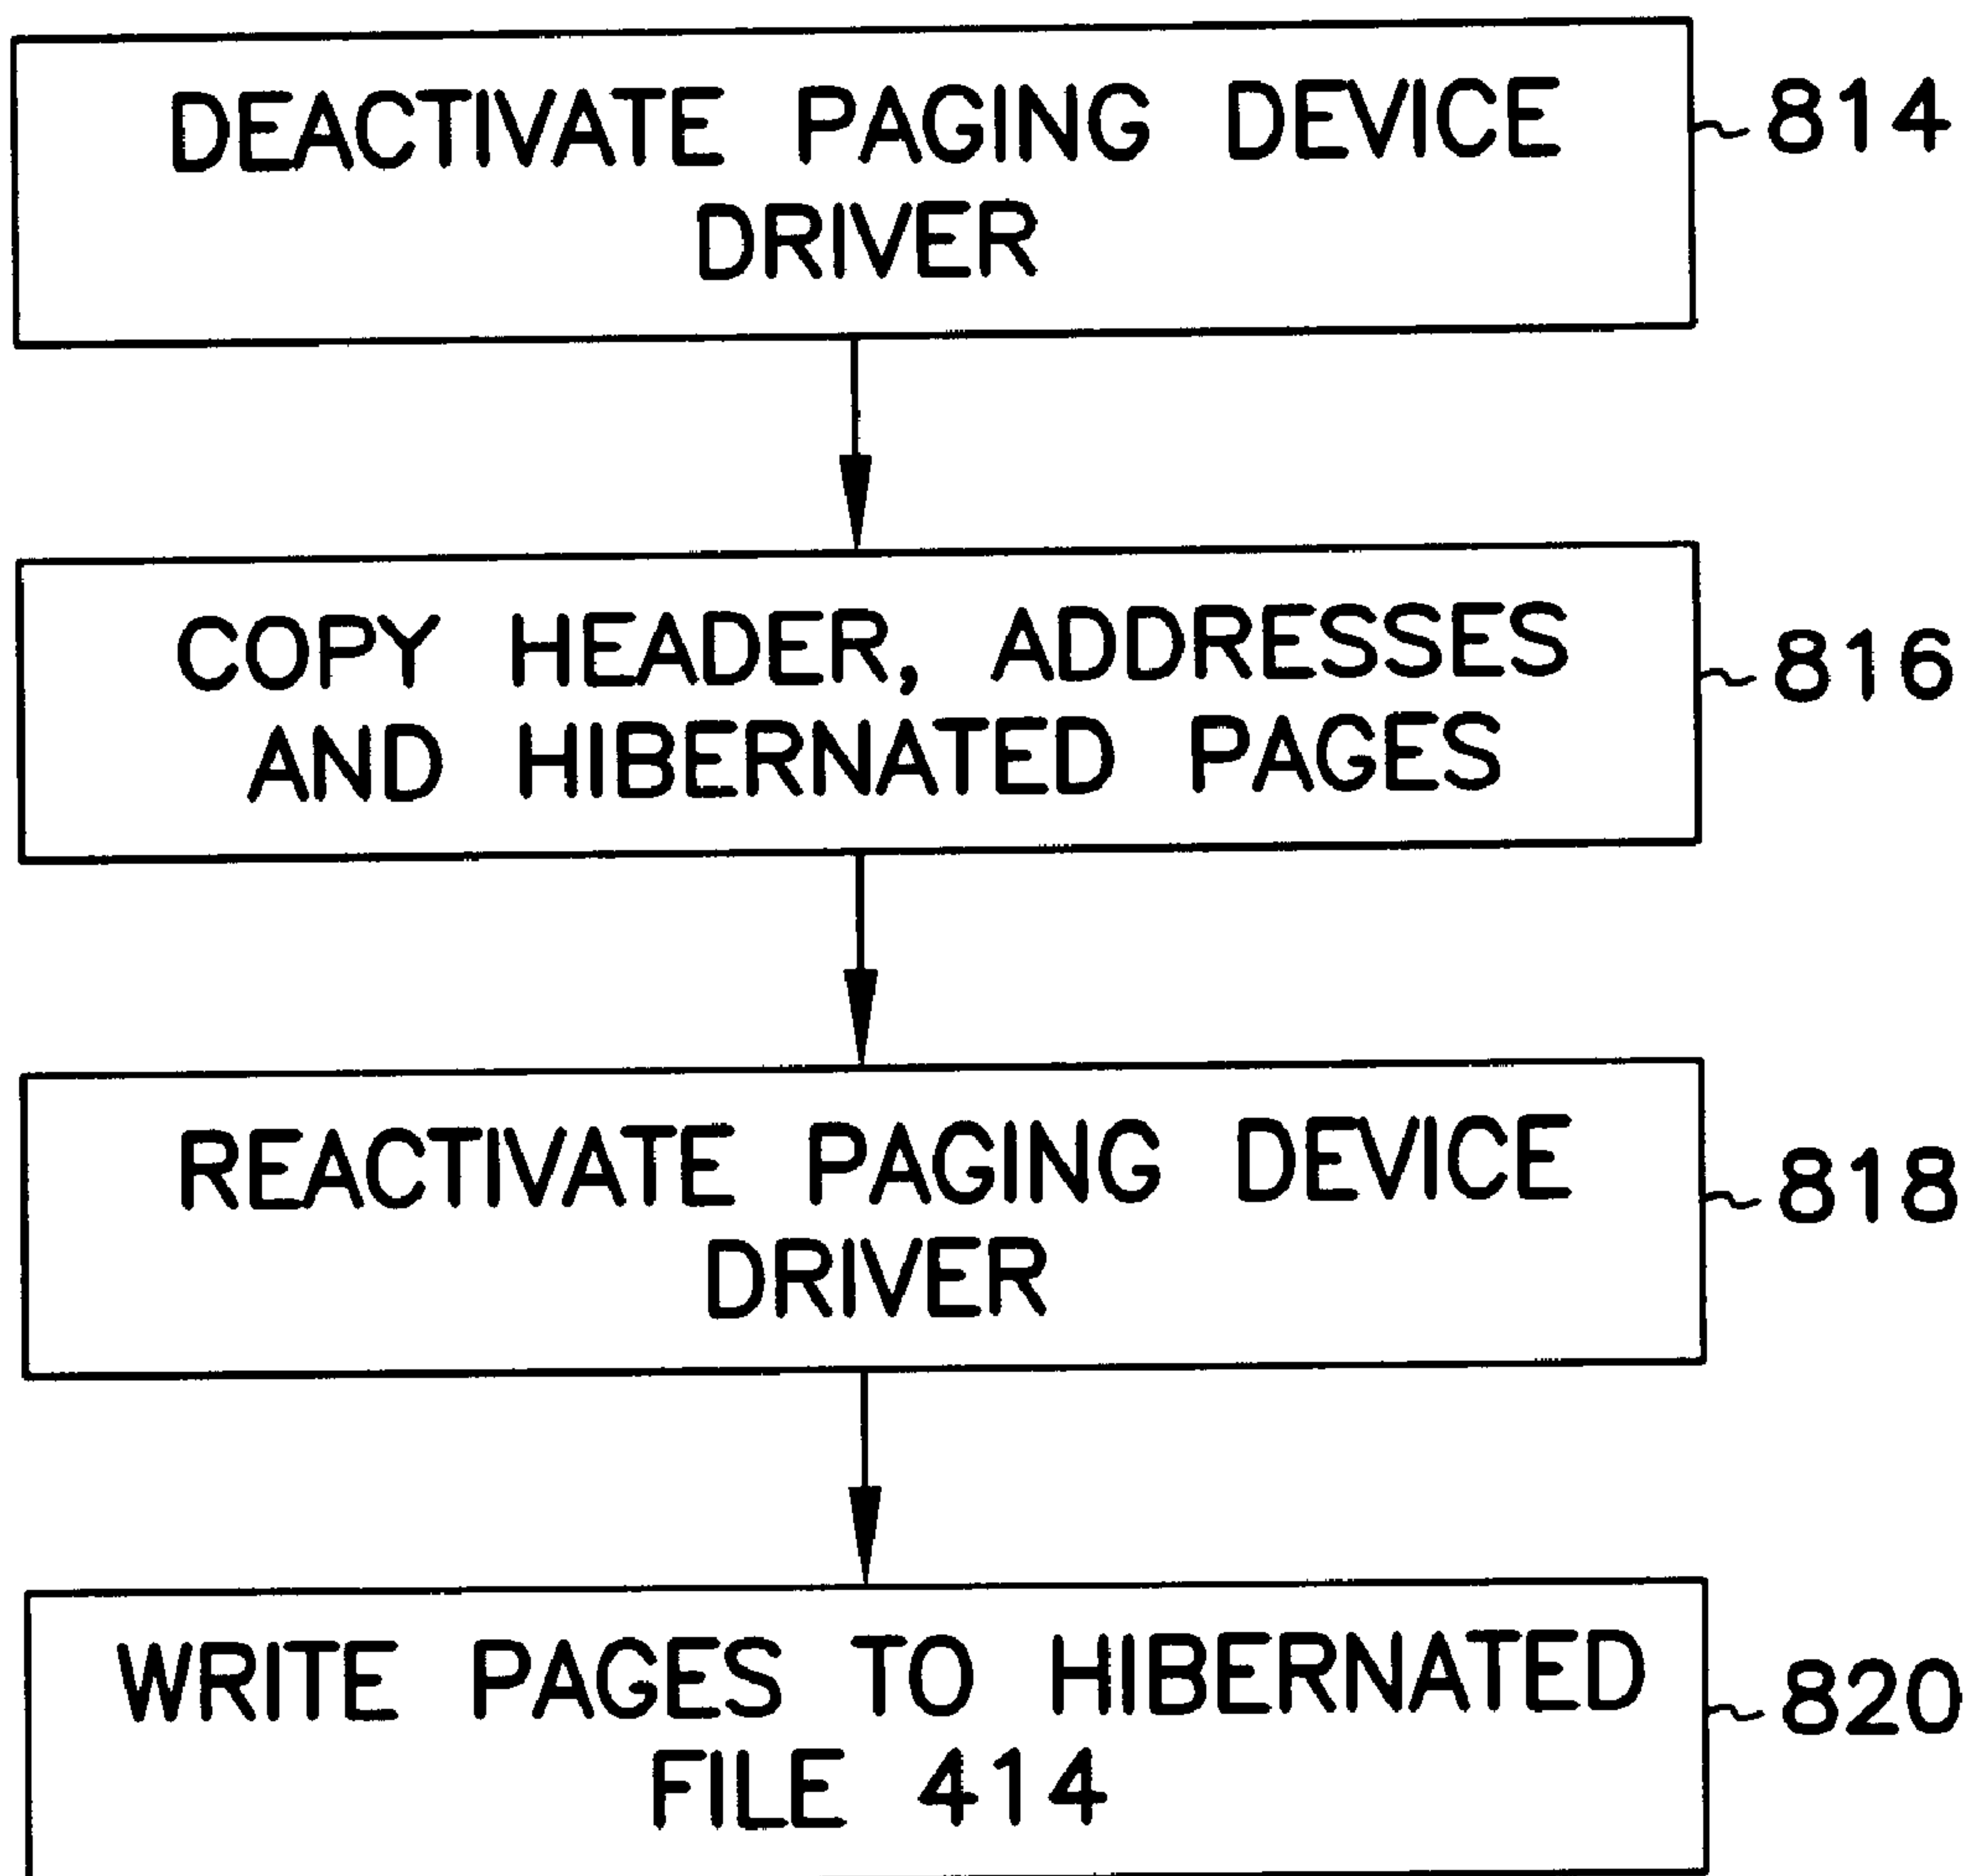 DEACTIVATE PAGING DEVICE
DRIVER
814
COPY HEADER, ADDRESSES
AND HIBERNATED PAGES
816
REACTIVATE PAGING DEVICE
DRIVER
818
WRITE PAGES TO HIBERNATED
FILE 414
820